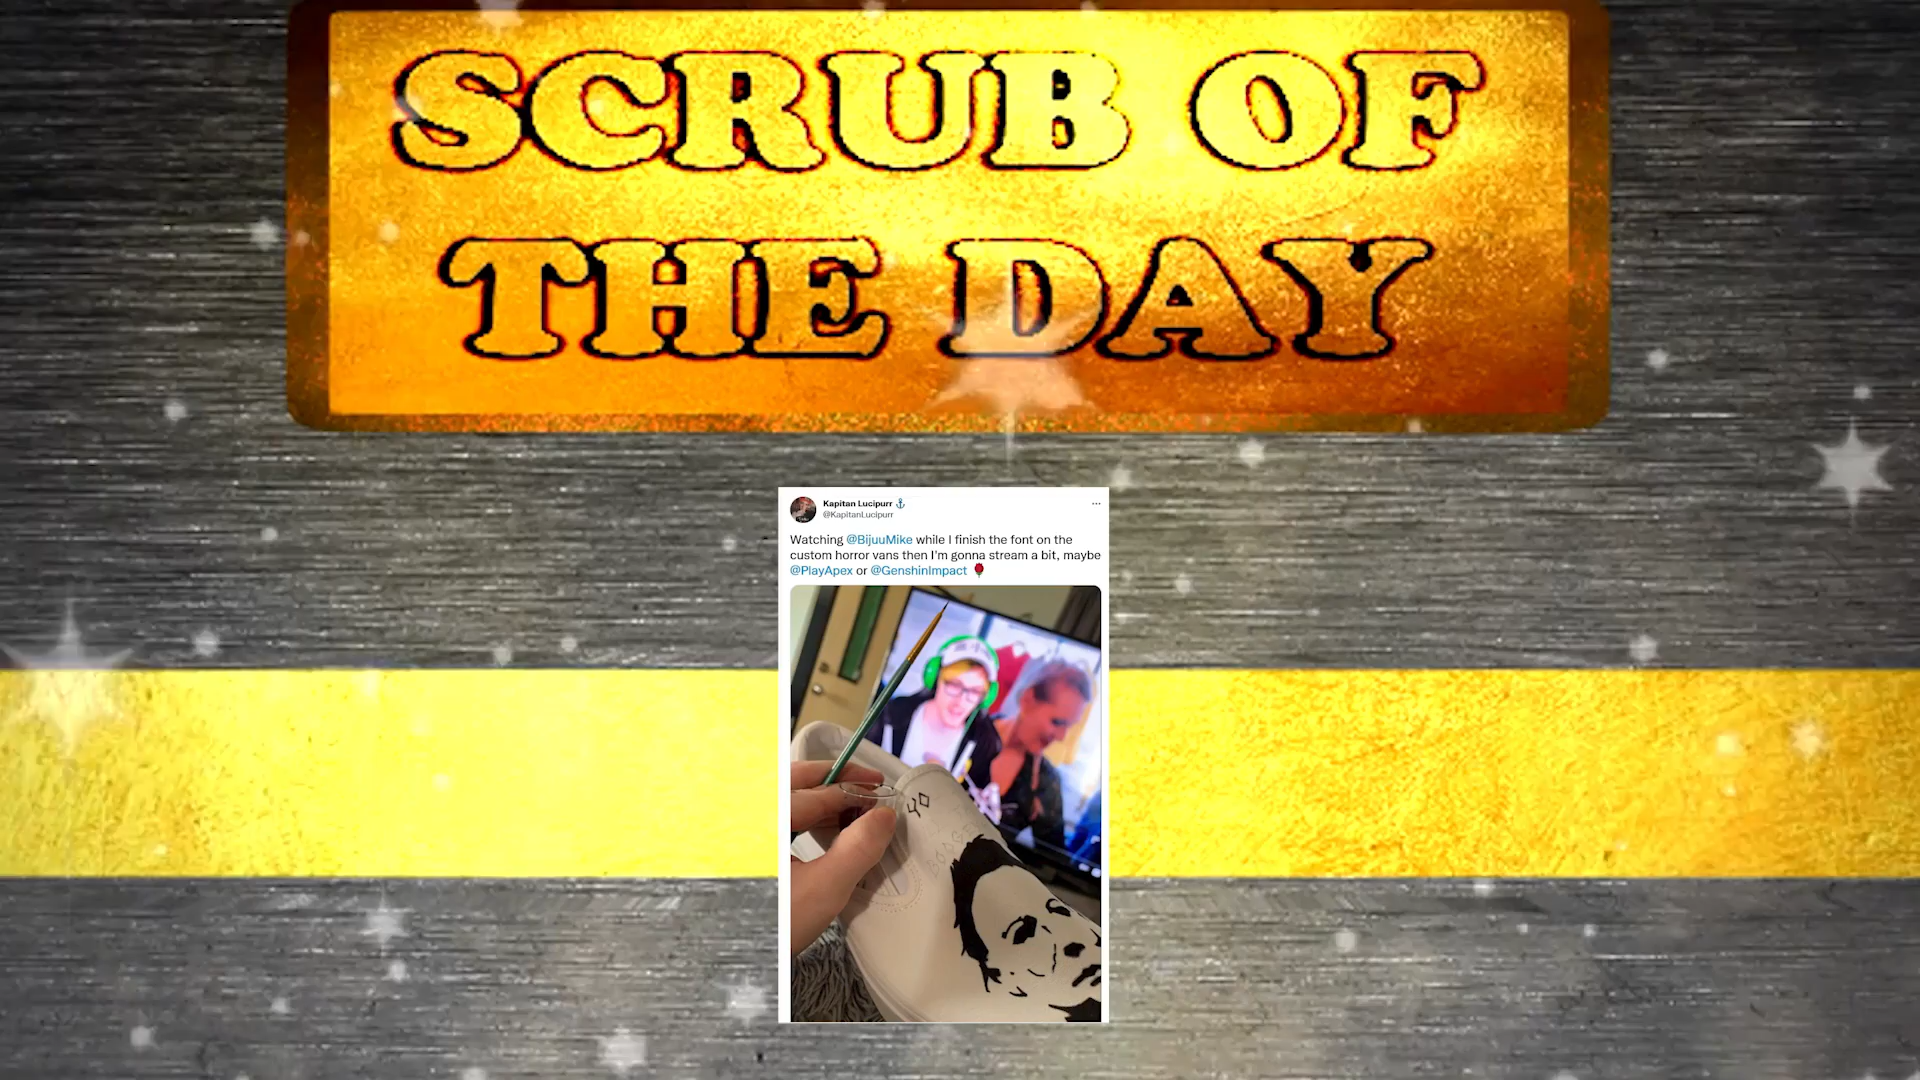 SCRUB OF
THE DAY
Kapitan Lucipurr
@KapitanLucipurr
Watching @BijuuMike while I finish the font on the
custom horror vans then I'm gonna stream a bit, maybe
@PlayApex or @GenshinImpact